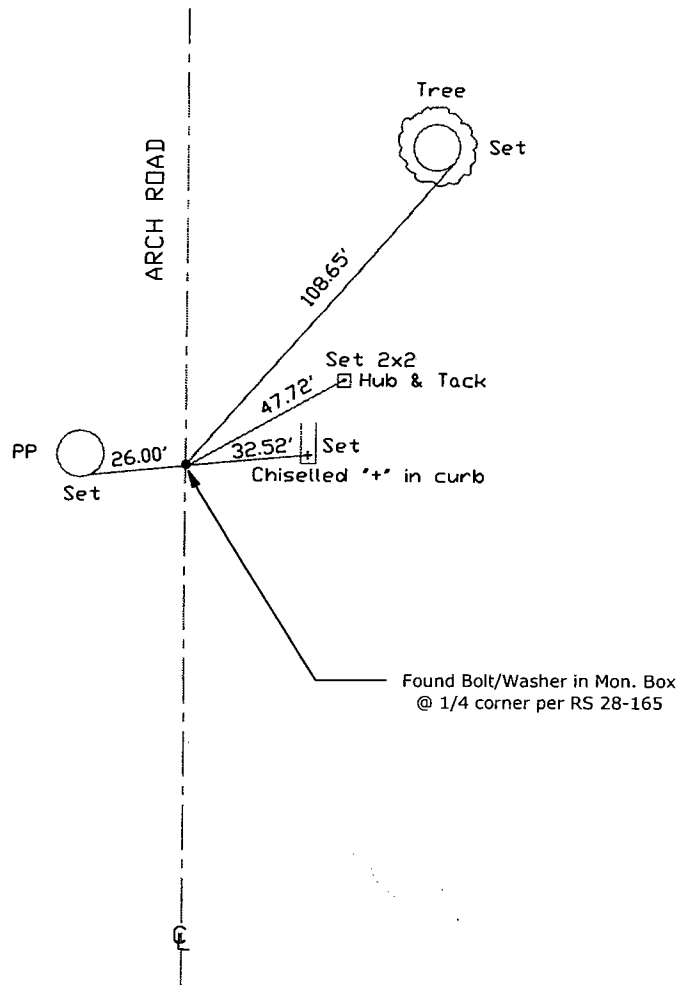 Tree
Set
ARCH ROAD
108.65'
Set 2x2
Hub & Tack
47.72'
PP
26.00'
32.52'
Set
Set
Chiselled "+" in curb
Found Bolt/Washer in Mon. Box
@ 1/4 corner per RS 28-165
℄